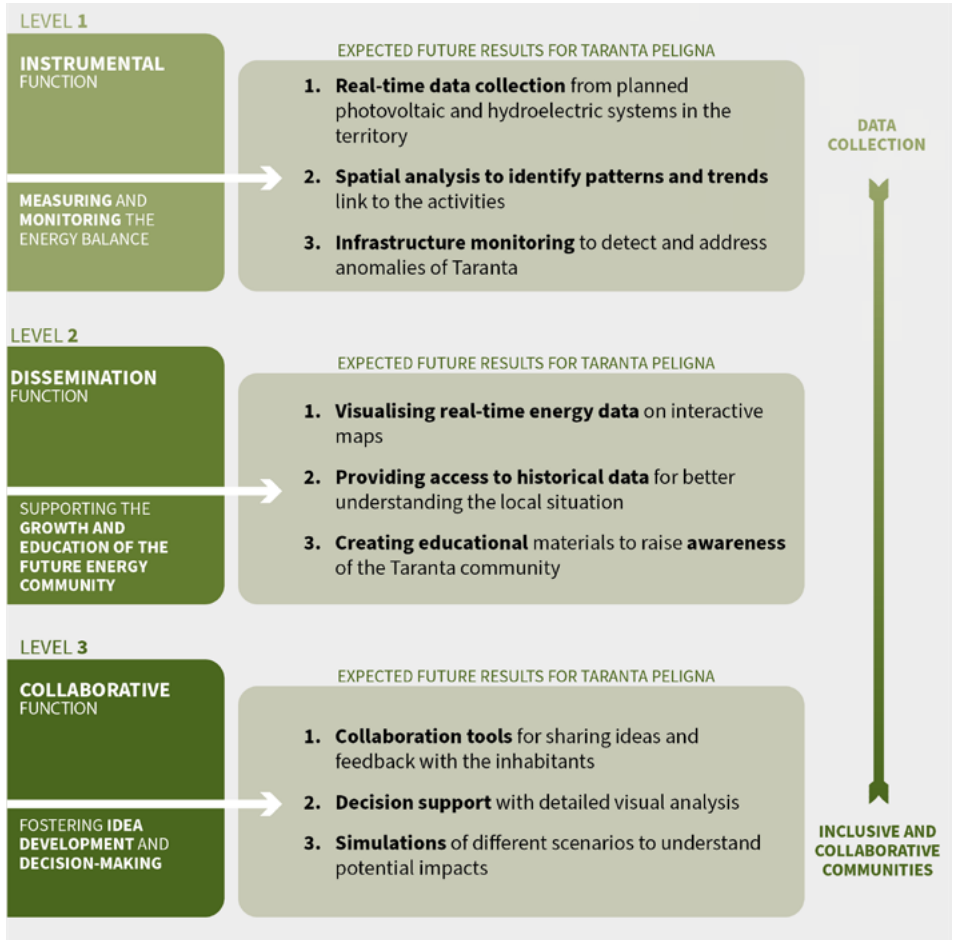 LEVEL 1
INSTRUMENTAL
FUNCTION
MEASURING AND
MONITORING THE
ENERGY BALANCE
EXPECTED FUTURE RESULTS FOR TARANTA PELIGNA
1. Real-time data collection from planned
photovoltaic and hydroelectric systems in the
territory
2. Spatial analysis to identify patterns and trends
link to the activities
3. Infrastructure monitoring to detect and address
anomalies of Taranta
LEVEL 2
DISSEMINATION
FUNCTION
SUPPORTING THE
GROWTH AND
EDUCATION OF THE
FUTURE ENERGY
COMMUNITY
EXPECTED FUTURE RESULTS FOR TARANTA PELIGNA
1. Visualising real-time energy data on interactive
maps
2. Providing access to historical data for better
understanding the local situation
3. Creating educational materials to raise awareness
of the Taranta community
LEVEL 3
COLLABORATIVE
FUNCTION
FOSTERING IDEA
DEVELOPMENT AND
DECISION-MAKING
EXPECTED FUTURE RESULTS FOR TARANTA PELIGNA
1. Collaboration tools for sharing ideas and
feedback with the inhabitants
2. Decision support with detailed visual analysis
3. Simulations of different scenarios to understand
potential impacts
DATA
COLLECTION
INCLUSIVE AND
COLLABORATIVE
COMMUNITIES